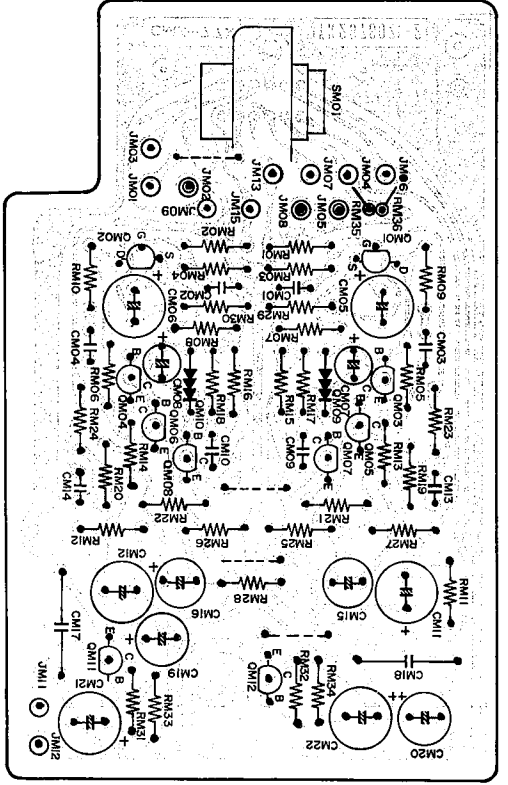 SM01
JM03
JM01
JM02
JM09
JM15
JM13
JM07
JM04
JM06
JM08
JM05
RM35
RM36
RM02
RM01
QM02
G
D
S
QM01
G
S
D
RM04
RM03
RM10
RM09
CM02
CM01
CM06
CM05
RM30
RM29
RM08
RM07
CM04
CM03
RM06
RM05
CM08
CM07
QM04
B
C
E
QM03
B
C
E
QM10
QM09
RM18
RM16
RM15
RM17
RM24
RM23
QM06
B
C
E
QM05
B
C
E
RM14
RM13
QM08
B
C
E
QM07
B
C
E
CM10
CM09
CM14
CM13
RM20
RM19
RM22
RM21
RM12
RM26
RM25
RM27
CM12
CM16
RM28
CM15
CM11
RM11
CM17
CM19
CM18
QM11
E
C
B
QM12
E
C
B
RM32
RM34
JM11
CM21
RM31
RM33
CM22
CM20
JM12